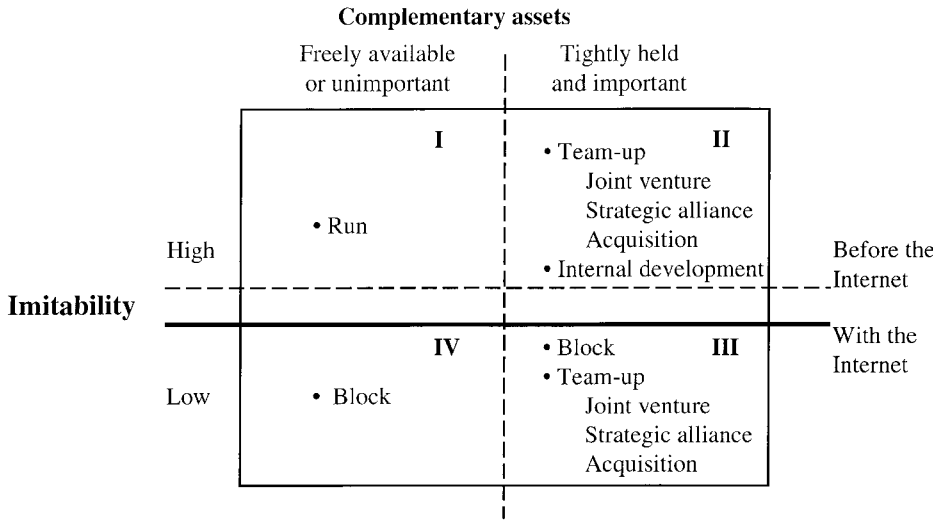 Complementary assets
Freely available
or unimportant
Tightly held
and important
I
• Run
II
• Team-up
Joint venture
Strategic alliance
Acquisition
• Internal development
High
Before the
Internet
Imitability
With the
Internet
IV
• Block
III
• Block
• Team-up
Joint venture
Strategic alliance
Acquisition
Low